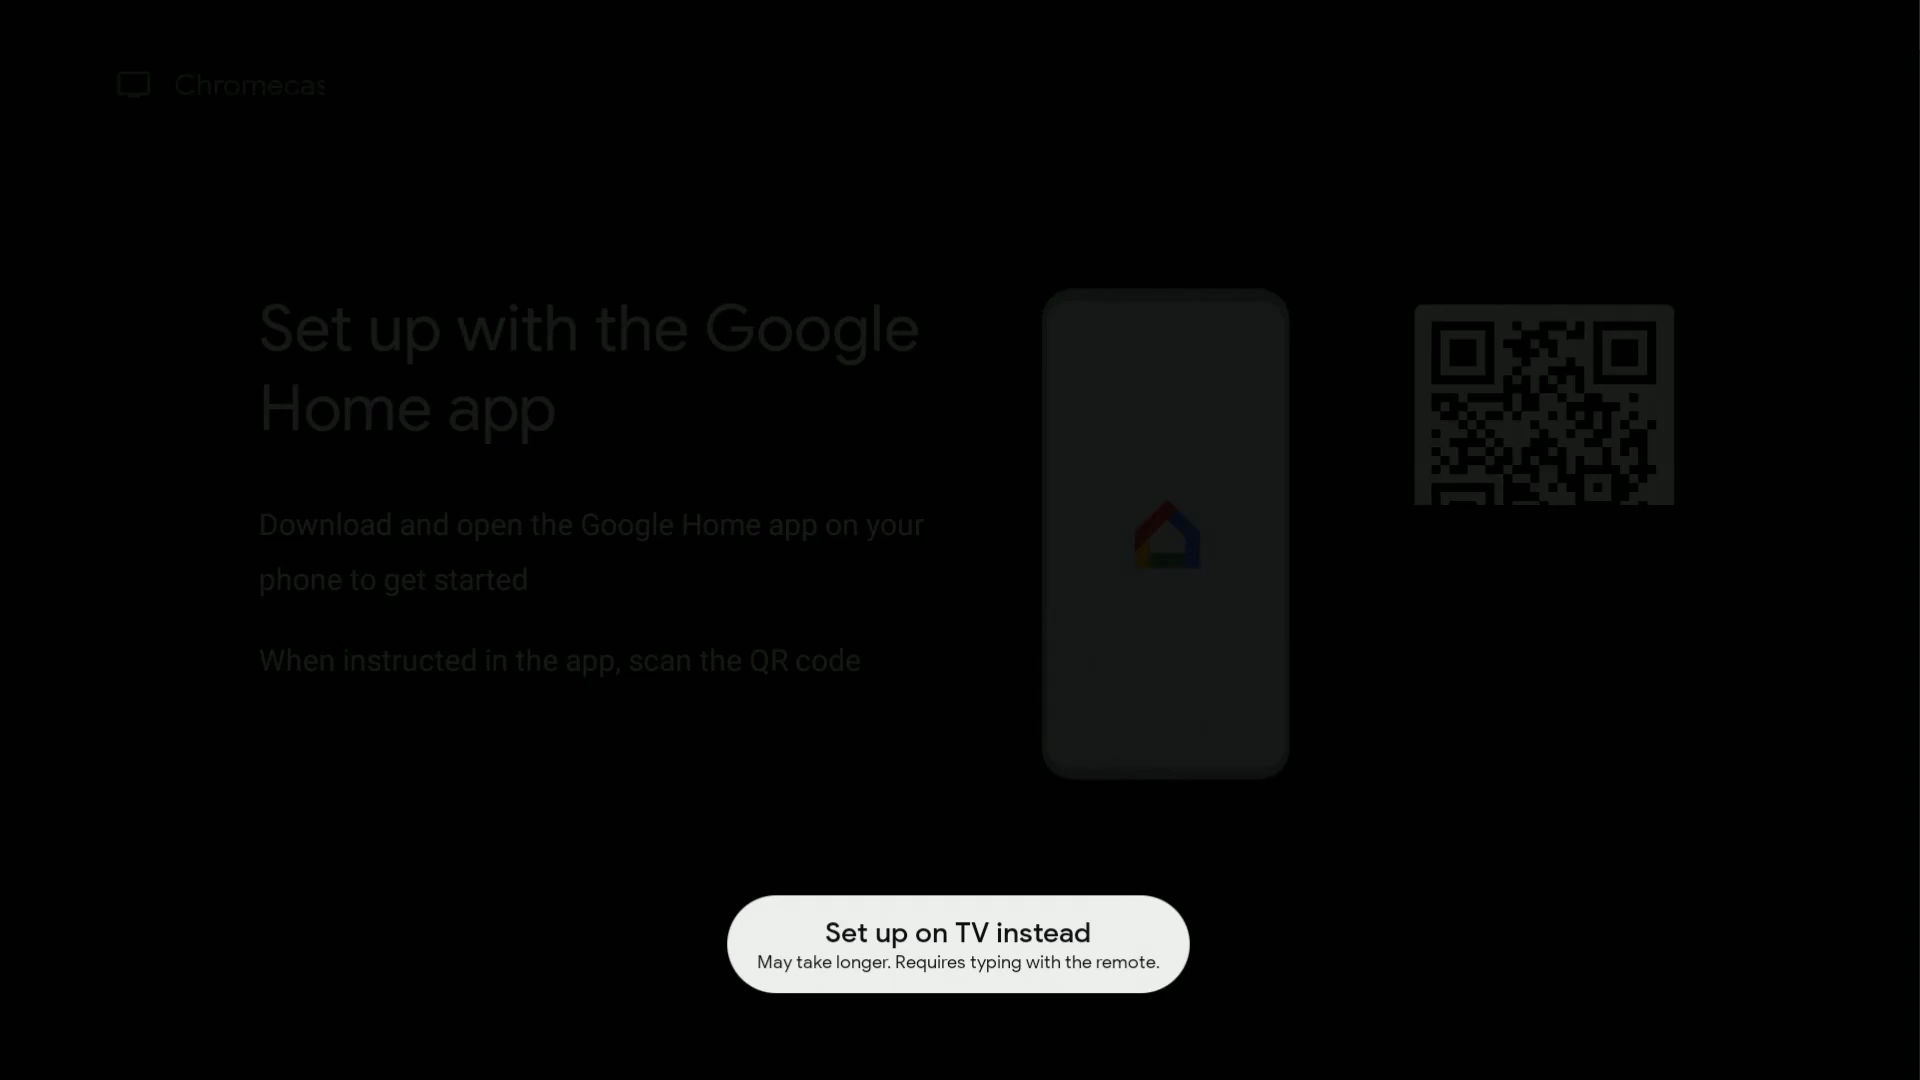 Chromecas
Set up with the Google
Home app
Download and open the Google Home app on your
phone to get started
When instructed in the app, scan the QR code
Set up on TV instead
May take longer. Requires typing with the remote.